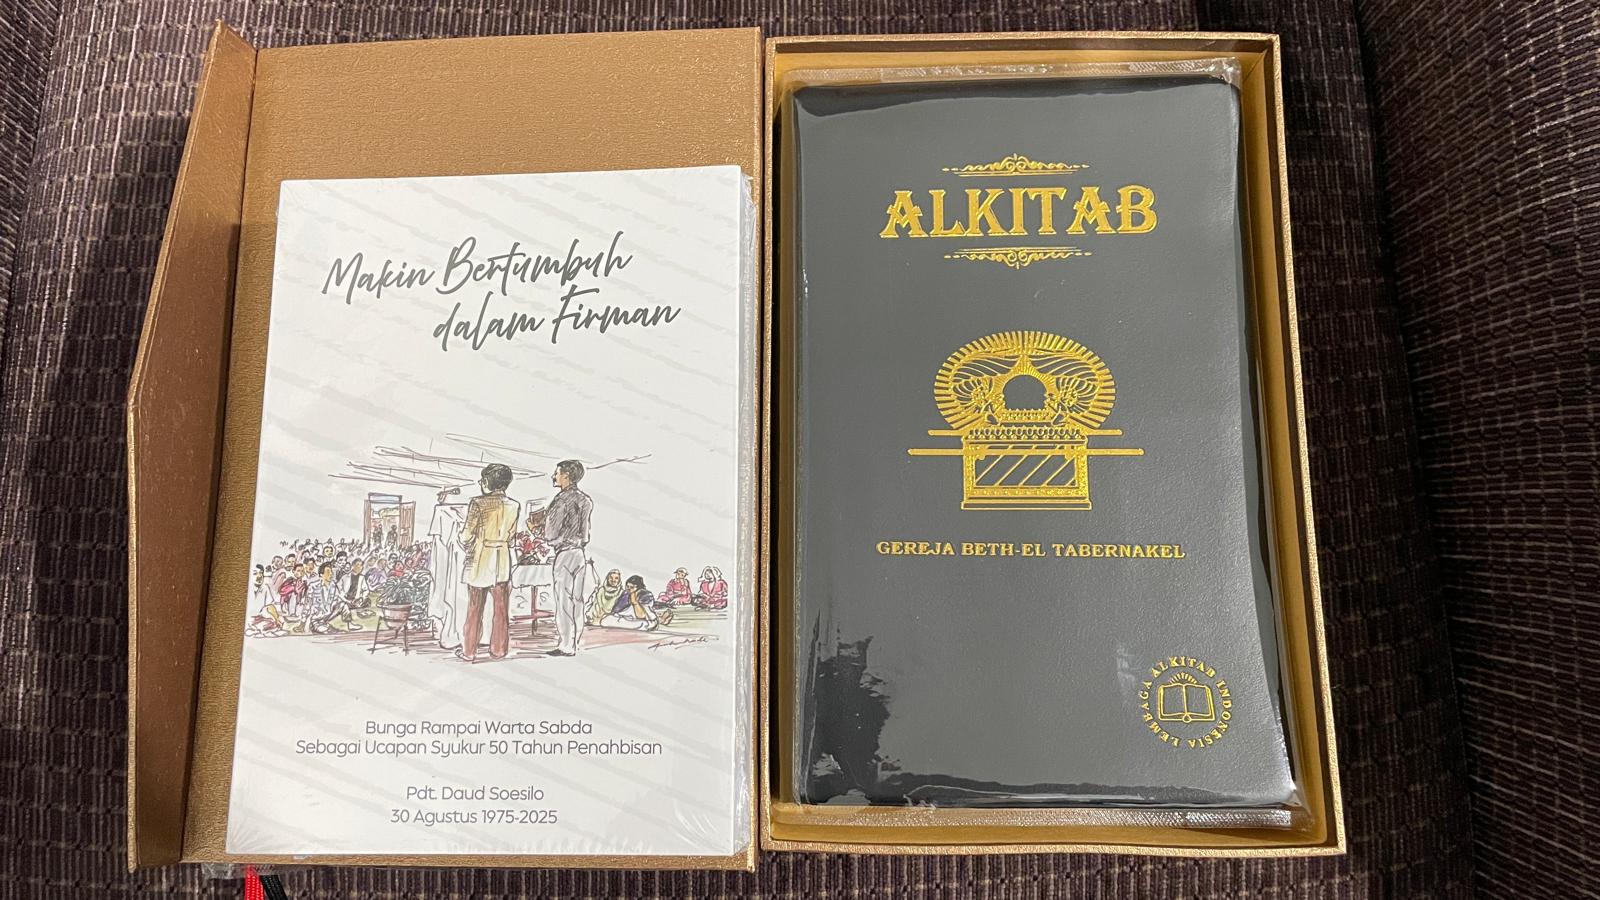 Makin Bertumbuh
dalam Firman
Bunga Rampai Warta Sabda
Sebagai Ucapan Syukur 50 Tahun Penahbisan
Pdt. Daud Soesilo
30 Agustus 1975-2025
ALKITAB
GEREJA BETH-EL TABERNAKEL
LEMBAGA ALKITAB INDONESIA